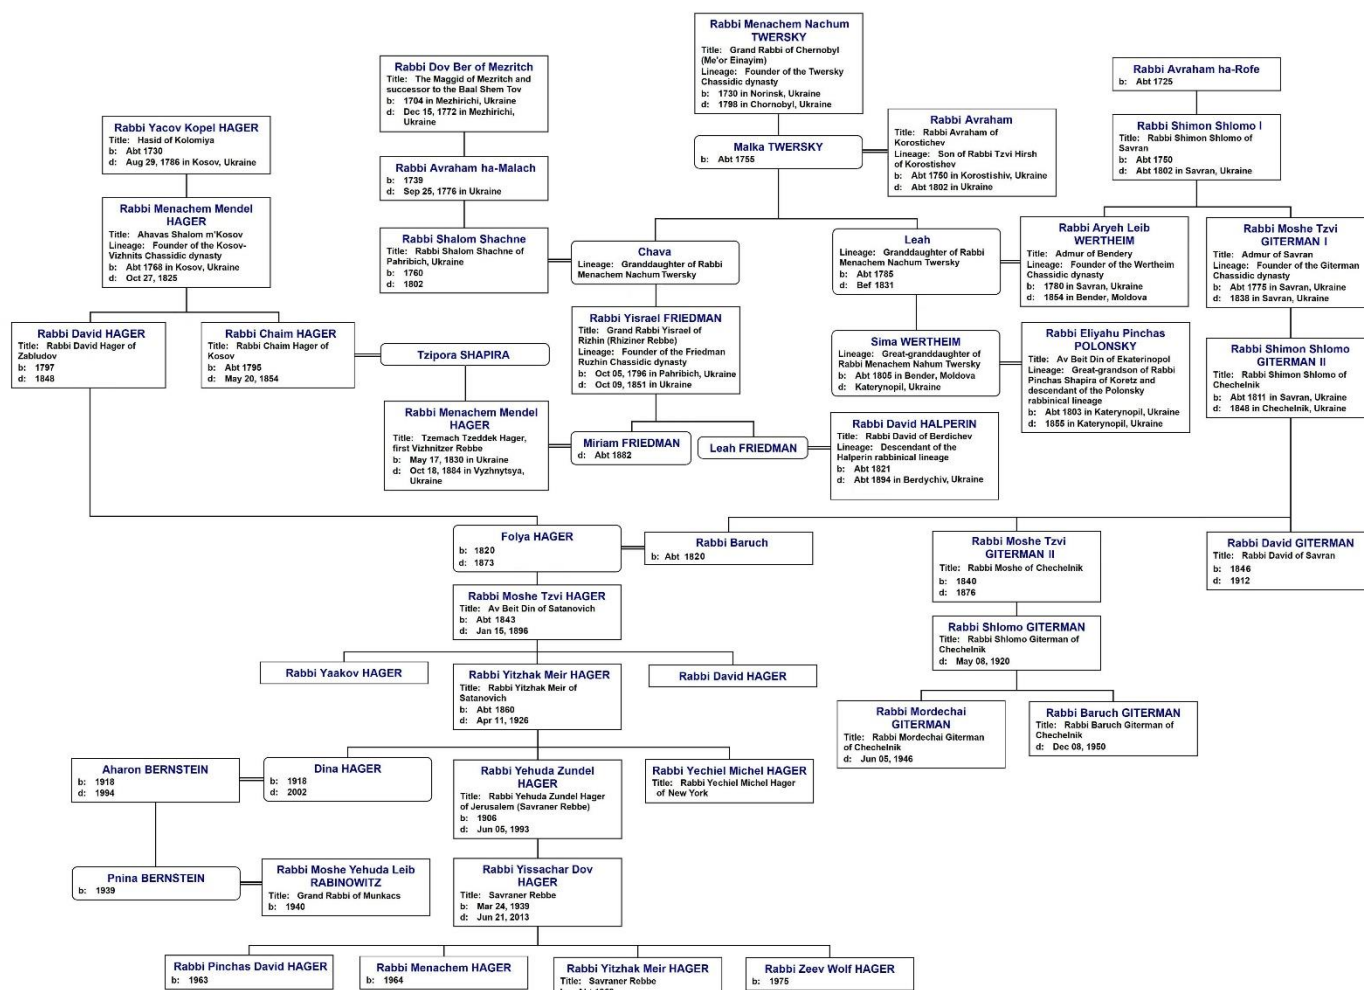 Rabbi Menachem Nachum
TWERSKY
Title: Grand Rabbi of Chernobyl
(Me'or Einayim)
Lineage: Founder of the Twersky
Chassidic dynasty
b: 1730 in Norinsk, Ukraine
d: 1798 in Chornobyl, Ukraine
Rabbi Dov Ber of Mezritch
Title: The Maggid of Mezritch and
successor to the Baal Shem Tov
b: 1704 in Mezhirichi, Ukraine
d: Dec 15, 1772 in Mezhirichi,
Ukraine
Rabbi Avraham ha-Rofe
b: Abt 1725
Rabbi Yacov Kopel HAGER
Title: Hasid of Kolomiya
b: Abt 1730
d: Aug 29, 1786 in Kosov, Ukraine
Malka TWERSKY
b: Abt 1755
Rabbi Avraham
Title: Rabbi Avraham of
Korostichev
Lineage: Son of Rabbi Tzvi Hirsh
of Korostishev
b: Abt 1750 in Korostishiv, Ukraine
d: Abt 1802 in Ukraine
Rabbi Shimon Shlomo I
Title: Rabbi Shimon Shlomo of
Savran
b: Abt 1750
d: Abt 1802 in Savran, Ukraine
Rabbi Avraham ha-Malach
b: 1739
d: Sep 25, 1776 in Ukraine
Rabbi Menachem Mendel
HAGER
Title: Ahavas Shalom m'Kosov
Lineage: Founder of the Kosov-
Vizhnits Chassidic dynasty
b: Abt 1768 in Kosov, Ukraine
d: Oct 27, 1825
Rabbi Shalom Shachne
Title: Rabbi Shalom Shachne of
Pahribich, Ukraine
b: 1760
d: 1802
Chava
Lineage: Granddaughter of Rabbi
Menachem Nachum Twersky
Leah
Lineage: Granddaughter of Rabbi
Menachem Nachum Twersky
b: Abt 1785
d: Bef 1831
Rabbi Aryeh Leib
WERTHEIM
Title: Admur of Bendery
Lineage: Founder of the Wertheim
Chassidic dynasty
b: 1780 in Savran, Ukraine
d: 1854 in Bender, Moldova
Rabbi Moshe Tzvi
GITERMAN I
Title: Admur of Savran
Lineage: Founder of the Giterman
Chassidic dynasty
b: Abt 1775 in Savran, Ukraine
d: 1838 in Savran, Ukraine
Rabbi David HAGER
Title: Rabbi David Hager of
Zabludov
b: 1797
d: 1848
Rabbi Chaim HAGER
Title: Rabbi Chaim Hager of
Kosov
b: Abt 1795
d: May 20, 1854
Tzipora SHAPIRA
Rabbi Yisrael FRIEDMAN
Title: Grand Rabbi Yisrael of
Rizhin (Rhiziner Rebbe)
Lineage: Founder of the Friedman
Ruzhin Chassidic dynasty
b: Oct 05, 1796 in Pahribich, Ukraine
d: Oct 09, 1851 in Ukraine
Sima WERTHEIM
Lineage: Great-granddaughter of
Rabbi Menachem Nahum Twersky
b: Abt 1805 in Bender, Moldova
d: Katerynopil, Ukraine
Rabbi Eliyahu Pinchas
POLONSKY
Title: Av Beit Din of Ekaterinopol
Lineage: Great-grandson of Rabbi
Pinchas Shapira of Koretz and
descendant of the Polonsky
rabbinical lineage
b: Abt 1803 in Katerynopil, Ukraine
d: 1855 in Katerynopil, Ukraine
Rabbi Shimon Shlomo
GITERMAN II
Title: Rabbi Shimon Shlomo of
Chechelnik
b: Abt 1811 in Savran, Ukraine
d: 1848 in Chechelnik, Ukraine
Rabbi Menachem Mendel
HAGER
Title: Tzemach Tzeddek Hager,
first Vizhnitzer Rebbe
b: May 17, 1830 in Ukraine
d: Oct 18, 1884 in Vyzhnytsya,
Ukraine
Miriam FRIEDMAN
d: Abt 1882
Leah FRIEDMAN
Rabbi David HALPERIN
Title: Rabbi David of Berdichev
Lineage: Descendant of the
Halperin rabbinical lineage
b: Abt 1821
d: Abt 1894 in Berdychiv, Ukraine
Folya HAGER
b: 1820
d: 1873
Rabbi Baruch
b: Abt 1820
Rabbi Moshe Tzvi
GITERMAN II
Title: Rabbi Moshe of Chechelnik
b: 1840
d: 1876
Rabbi David GITERMAN
Title: Rabbi David of Savran
b: 1846
d: 1912
Rabbi Moshe Tzvi HAGER
Title: Av Beit Din of Satanovich
b: Abt 1843
d: Jan 15, 1896
Rabbi Shlomo GITERMAN
Title: Rabbi Shlomo Giterman of
Chechelnik
d: May 08, 1920
Rabbi Yaakov HAGER
Rabbi Yitzhak Meir HAGER
Title: Rabbi Yitzhak Meir of
Satanovich
b: Abt 1860
d: Apr 11, 1926
Rabbi David HAGER
Rabbi Mordechai
GITERMAN
Title: Rabbi Mordechai Giterman
of Chechelnik
d: Jun 05, 1946
Rabbi Baruch GITERMAN
Title: Rabbi Baruch Giterman of
Chechelnik
d: Dec 08, 1950
Aharon BERNSTEIN
b: 1918
d: 1994
Dina HAGER
b: 1918
d: 2002
Rabbi Yehuda Zundel
HAGER
Title: Rabbi Yehuda Zundel Hager
of Jerusalem (Savraner Rebbe)
b: 1906
d: Jun 05, 1993
Rabbi Yechiel Michel HAGER
Title: Rabbi Yechiel Michel Hager
of New York
Pnina BERNSTEIN
b: 1939
Rabbi Moshe Yehuda Leib
RABINOWITZ
Title: Grand Rabbi of Munkacs
b: 1940
Rabbi Yissachar Dov
HAGER
Title: Savraner Rebbe
b: Mar 24, 1939
d: Jun 21, 2013
Rabbi Pinchas David HAGER
b: 1963
Rabbi Menachem HAGER
b: 1964
Rabbi Yitzhak Meir HAGER
Title: Savraner Rebbe
Rabbi Zeev Wolf HAGER
b: 1975